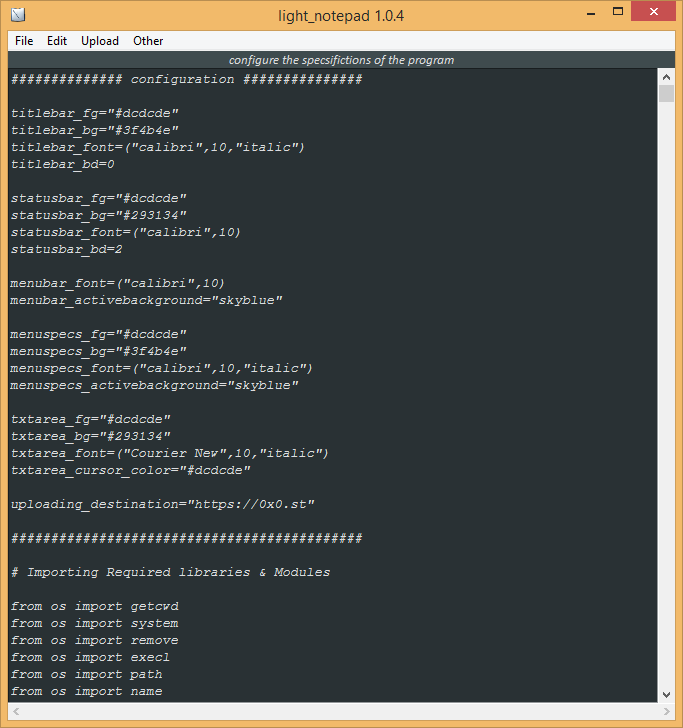 light_notepad 1.0.4
File Edit Upload Other
configure the specsifictions of the program
############## configuration ###############
titlebar_fg="#dcdcde"
titlebar_bg="#3f4b4e"
titlebar_font=("calibri",10,"italic")
titlebar_bd=0
statusbar_fg="#dcdcde"
statusbar_bg="#293134"
statusbar_font=("calibri",10)
statusbar_bd=2
menubar_font=("calibri",10)
menubar_activebackground="skyblue"
menuspecs_fg="#dcdcde"
menuspecs_bg="#3f4b4e"
menuspecs_font=("calibri",10,"italic")
menuspecs_activebackground="skyblue"
txtarea_fg="#dcdcde"
txtarea_bg="#293134"
txtarea_font=("Courier New",10,"italic")
txtarea_cursor_color="#dcdcde"
uploading_destination="https://0x0.st"
############################################
# Importing Required libraries & Modules
from os import getcwd
from os import system
from os import remove
from os import execl
from os import path
from os import name